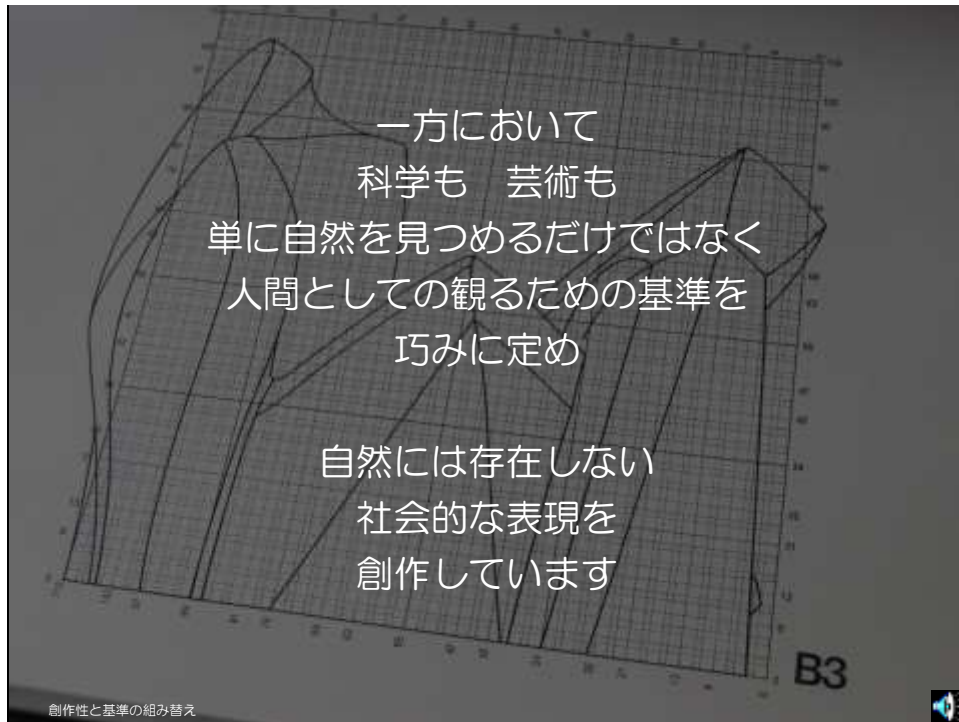 一方において
科学も　芸術も
単に自然を見つめるだけではなく
人間としての観るための基準を
巧みに定め
自然には存在しない
社会的な表現を
創作しています
B3
創作性と基準の組み替え